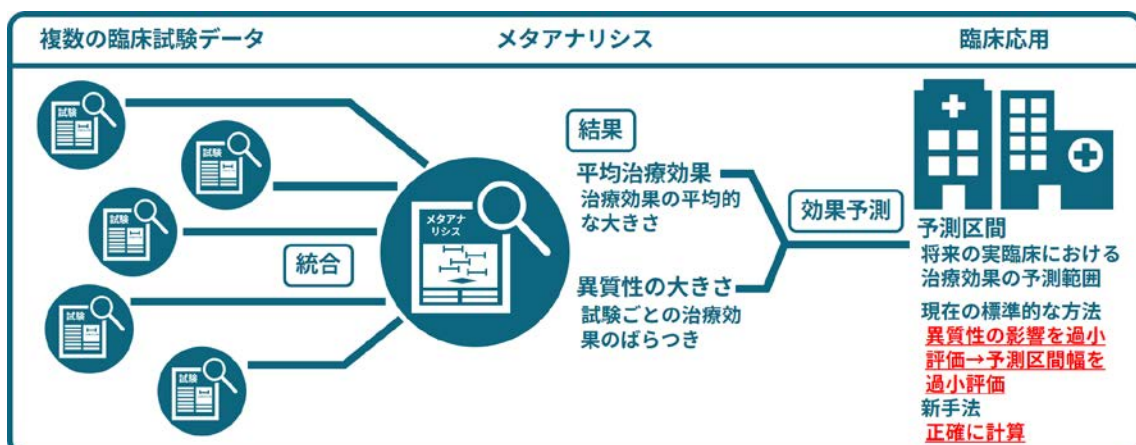 複数の臨床試験データ
メタアナリシス
臨床応用
試験
試験
試験
試験
試験
統合
メタアナ
リシス
結果
平均治療効果
治療効果の平均的
な大きさ
異質性の大きさ
試験ごとの治療効
果のばらつき
効果予測
予測区間
将来の実臨床における
治療効果の予測範囲
現在の標準的な方法
異質性の影響を過小
評価→予測区間幅を
過小評価
新手法
正確に計算